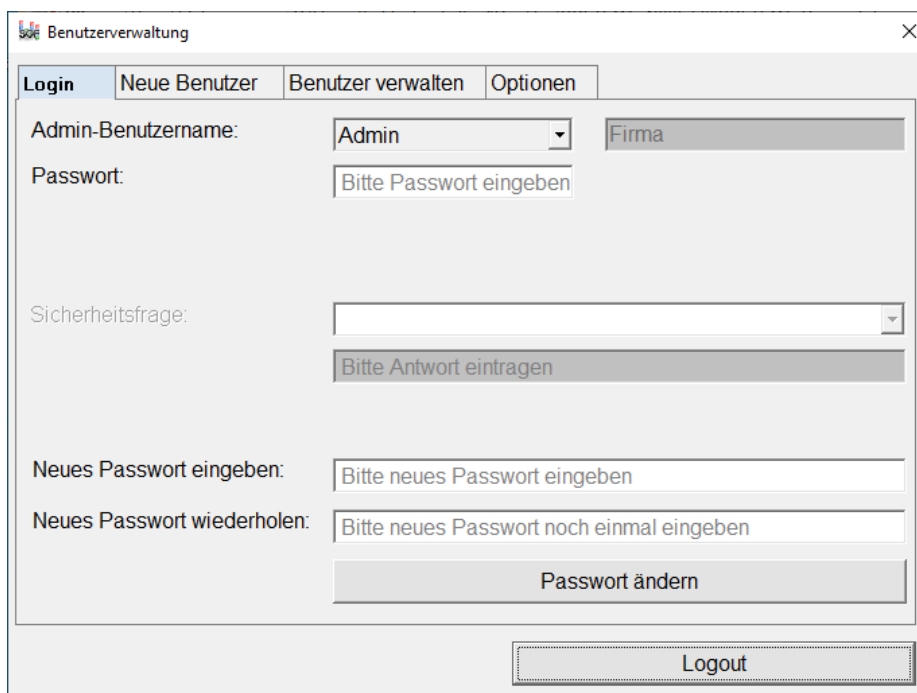 Benutzerverwaltung
Login Neue Benutzer Benutzer verwalten Optionen
Admin-Benutzername: Admin Firma
Passwort: Bitte Passwort eingeben
Sicherheitsfrage:
Bitte Antwort eintragen
Neues Passwort eingeben: Bitte neues Passwort eingeben
Neues Passwort wiederholen: Bitte neues Passwort noch einmal eingeben
Passwort ändern
Logout